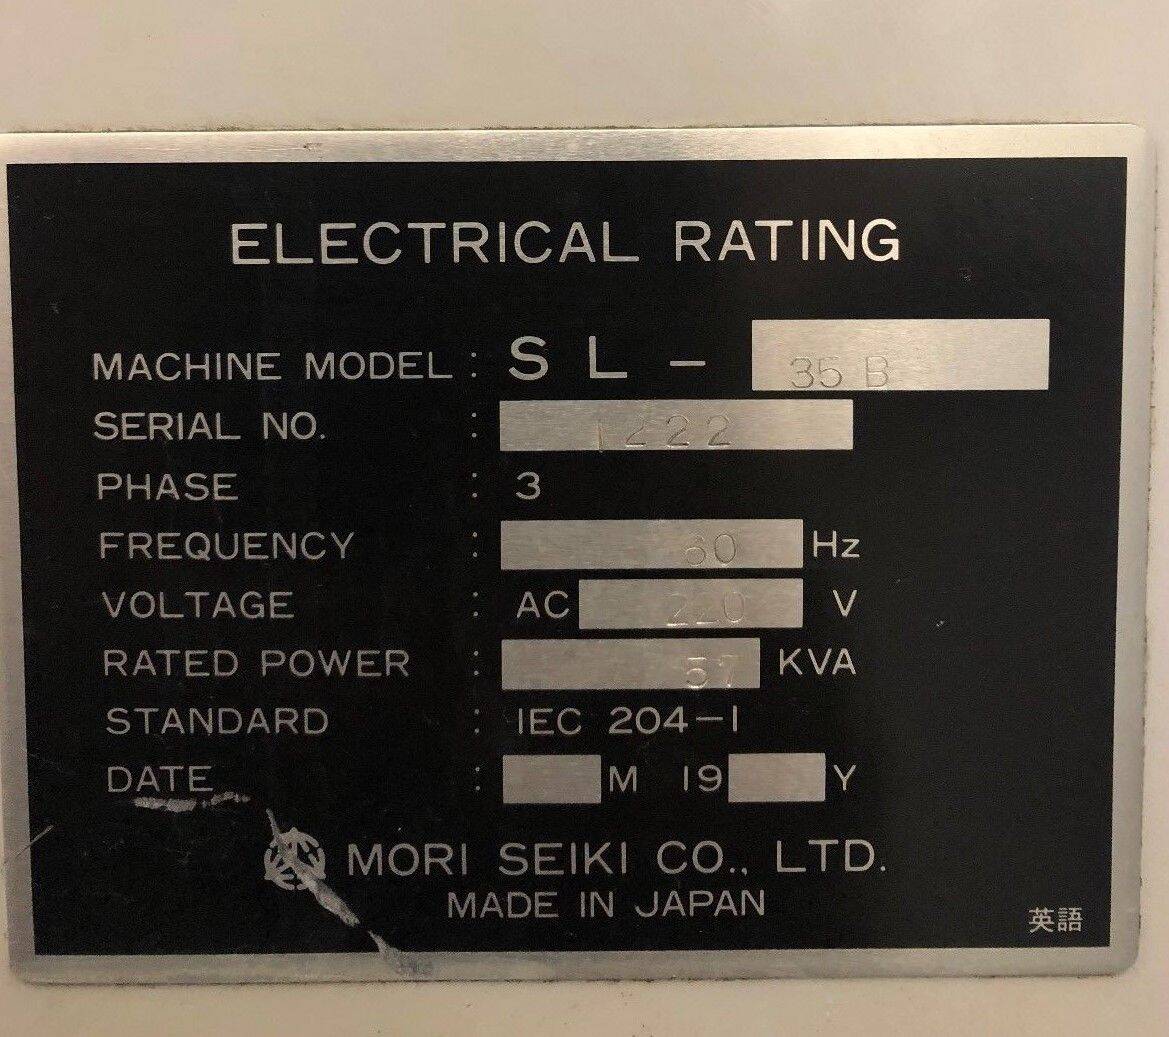 ELECTRICAL RATING
MACHINE MODEL : SL - 35 B
SERIAL NO. : 1222
PHASE : 3
FREQUENCY : 60 Hz
VOLTAGE : AC 220 V
RATED POWER : 57 KVA
STANDARD : IEC 204-1
DATE : M 19 Y
MORI SEIKI CO., LTD.
MADE IN JAPAN
英語